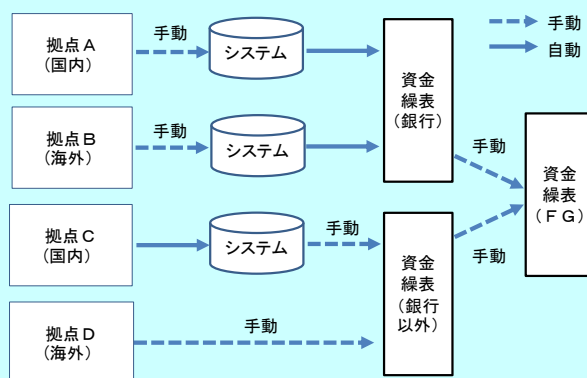 手動
自動
拠点A
（国内）
手動
システム
拠点B
（海外）
手動
システム
資金
繰表
（銀行）
拠点C
（国内）
システム
手動
拠点D
（海外）
手動
資金
繰表
（銀行
以外）
手動
手動
資金
繰表
（FG）